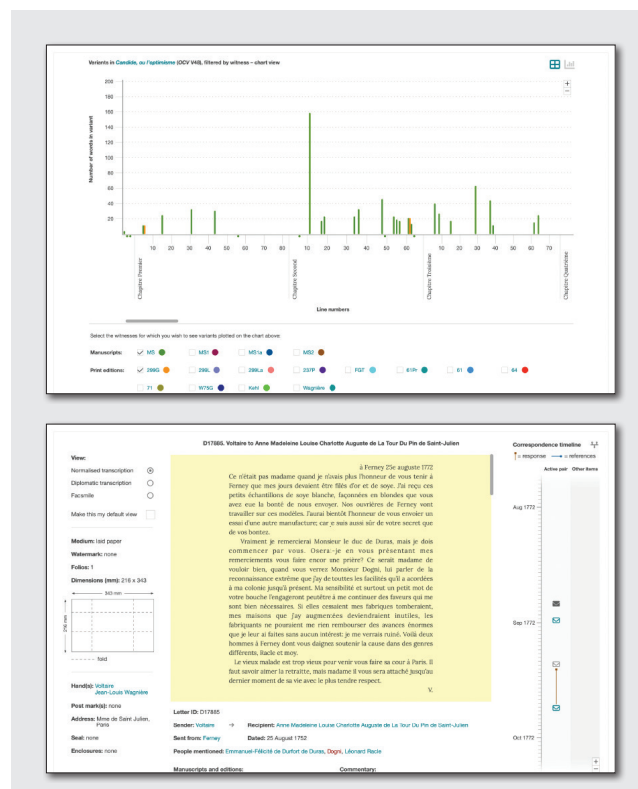 Variants in Candide, ou l'optimisme (OCV V48), filtered by witness – chart view
Number of words in variant
200
180
160
140
120
100
80
60
40
20
10 20 30 40 50 60 70 80 10 20 30 40 50 60 10 20 30 40 50 60 70
Chapitre Premier
Chapitre Second
Chapitre Troisième
Chapitre Quatrième
Line numbers
Select the witnesses for which you wish to see variants plotted on the chart above:
Manuscripts: MS MS1 MS1a MS2
Print editions: 299G 299L 299La 237P FGT 61Pr 61 64
71 W75G Kehl Wagnière
D17885. Voltaire to Anne Madeleine Louise Charlotte Auguste de La Tour Du Pin de Saint-Julien
View:
Normalised transcription
Diplomatic transcription
Facsimile
Make this my default view
Medium: laid paper
Watermark: none
Folios: 1
Dimensions (mm): 216 x 343
343 mm
216 mm
fold
Hand(s): Voltaire
Jean-Louis Wagnière
Post mark(s): none
Address: Mme de Saint Julien,
Paris
Seal: none
Enclosures: none
à Ferney 25e auguste 1772
Ce n'était pas madame quand je n'avais plus l'honneur de vous tenir à
Ferney que mes jours devaient être filés d'or et de soye. J'ai reçu ces
petits échantillons de soye blanche, façonnées en blondes que vous
avez eue la bonté de nous envoyer. Nos ouvrières de Ferney vont
travailler sur ces modèles. J'aurai bientôt l'honneur de vous envoier un
essai d'une autre manufacture; car je suis aussi sûr de votre secret que
de vos bontez.
Vraiment je remercierai Monsieur le duc de Duras, mais je dois
commencer par vous. Osera-je en vous présentant mes
remerciements vous faire encor une prière? Ce serait madame de
vouloir bien, quand vous verrez Monsieur Dogni, lui parler de la
reconnaissance extrême que j'ay de touttes les facilités qu'il a acordées
à ma colonie jusqu'à présent. Ma sensibilité et surtout un petit mot de
votre bouche l'engageront peutêtre à me continuer des faveurs qui me
sont bien nécessaires. Si elles cessaient mes fabriques tomberaient,
mes maisons que j'ay augmentées deviendraient inutiles, les
fabriquants ne pouraient me rien rembourser des avances énormes
que je leur ai faites sans aucun intérest: je me verrais ruiné. Voilà deux
hommes à Ferney dont vous daignes soutenir la cause dans des genres
différents, Racle et moy.
Le vieux malade est trop vieux pour venir vous faire sa cour à Paris. Il
faut savoir aimer la retraitte, mais madame il vous sera attaché jusqu'au
dernier moment de sa vie avec le plus tendre respect.
V.
Letter ID: D17885
Sender: Voltaire → Recipient: Anne Madeleine Louise Charlotte Auguste de La Tour Du Pin de Saint-Julien
Sent from: Ferney Dated: 25 August 1752
People mentioned: Emmanuel-Félicité de Durfort de Duras, Dogni, Léonard Racle
Manuscripts and editions: Commentary:
Correspondence timeline
= response = references
Active pair Other items
Aug 1772
Sep 1772
Oct 1772